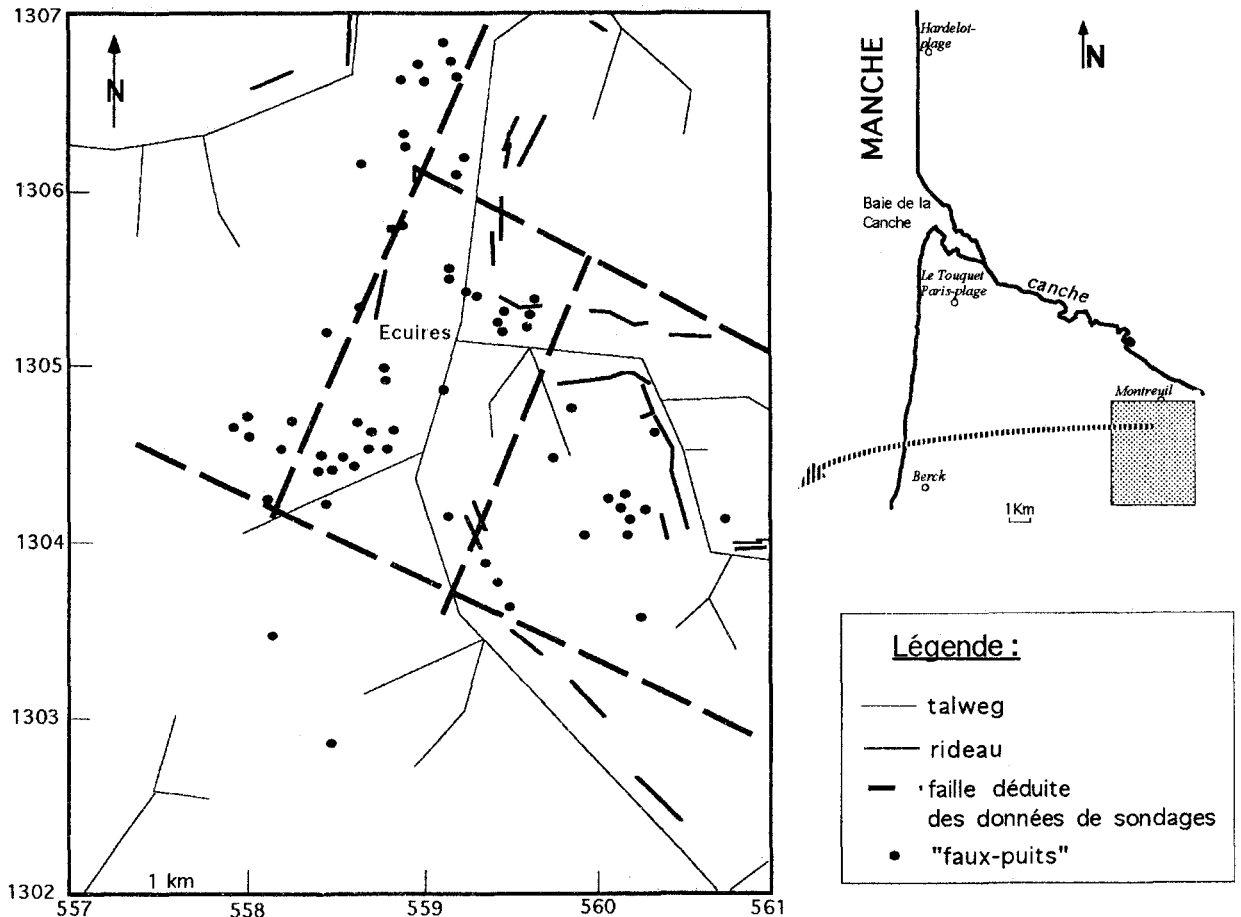 1307
1306
1305
1304
1303
1302
557
558
559
560
561
N
Ecuires
1 km
MANCHE
Hardelot-
plage
N
Baie de la
Canche
Le Touquet
Paris-plage
canche
Montreuil
Berck
1Km
Légende :
talweg
rideau
faille déduite
des données de sondages
"faux-puits"